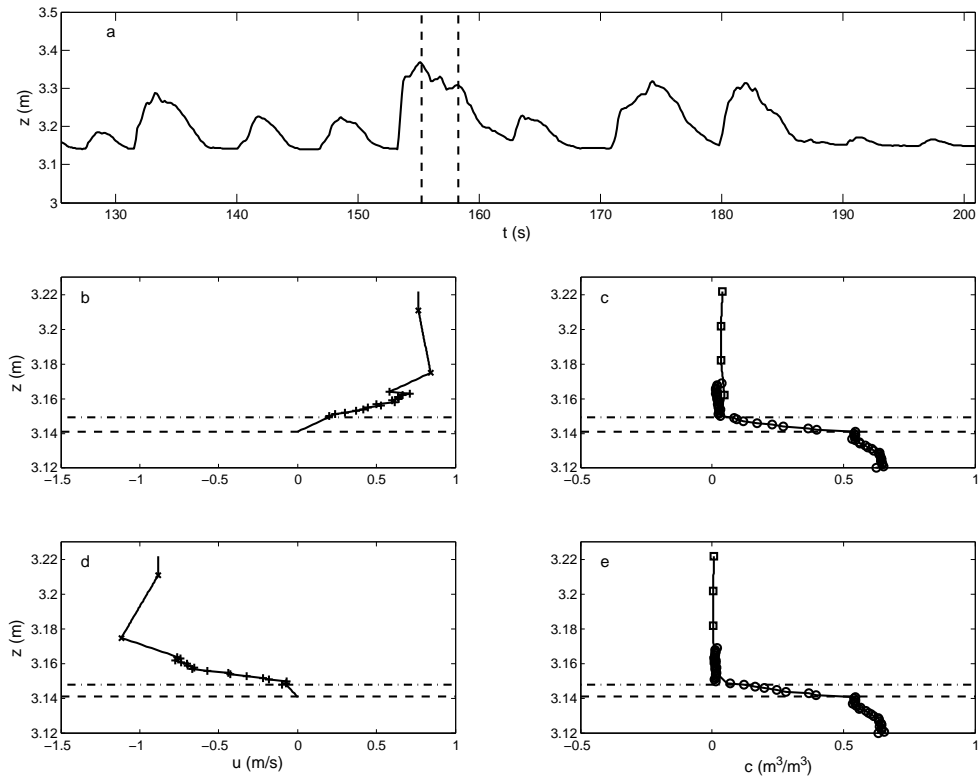 3.5
3.4
3.3
3.2
3.1
3
z (m)
a
130 140 150 160 170 180 190 200
t (s)
3.22
3.2
3.18
3.16
3.14
3.12
z (m)
b
−1.5 −1 −0.5 0 0.5 1
3.22
3.2
3.18
3.16
3.14
3.12
c
−0.5 0 0.5 1
3.22
3.2
3.18
3.16
3.14
3.12
z (m)
d
−1.5 −1 −0.5 0 0.5 1
u (m/s)
3.22
3.2
3.18
3.16
3.14
3.12
e
−0.5 0 0.5 1
c (m³/m³)